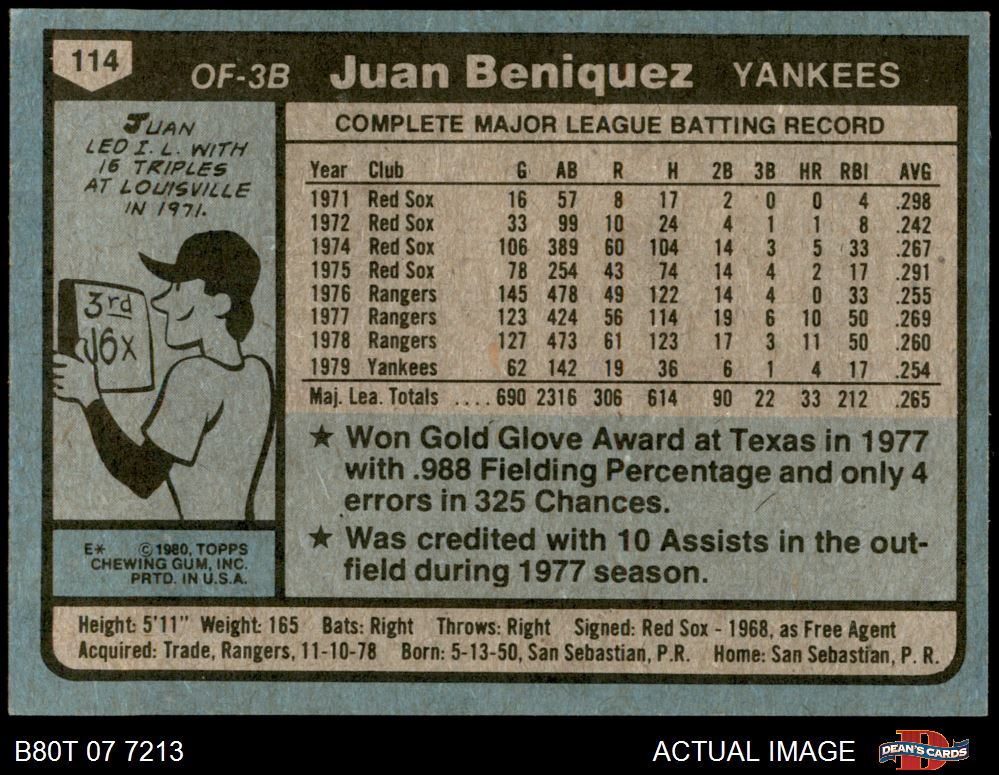 114
OF-3B Juan Beniquez YANKEES
JUAN
LED I. L. WITH
16 TRIPLES
AT LOUISVILLE
IN 1971.
3rd
16x
COMPLETE MAJOR LEAGUE BATTING RECORD
Year Club G AB R H 2B 3B HR RBI AVG
1971 Red Sox 16 57 8 17 2 0 0 4 .298
1972 Red Sox 33 99 10 24 4 1 1 8 .242
1974 Red Sox 106 389 60 104 14 3 5 33 .267
1975 Red Sox 78 254 43 74 14 4 2 17 .291
1976 Rangers 145 478 49 122 14 4 0 33 .255
1977 Rangers 123 424 56 114 19 6 10 50 .269
1978 Rangers 127 473 61 123 17 3 11 50 .260
1979 Yankees 62 142 19 36 6 1 4 17 .254
Maj. Lea. Totals .... 690 2316 306 614 90 22 33 212 .265
★ Won Gold Glove Award at Texas in 1977
with .988 Fielding Percentage and only 4
errors in 325 Chances.
★ Was credited with 10 Assists in the out-
field during 1977 season.
E* © 1980, TOPPS
CHEWING GUM, INC.
PRTD. IN U.S.A.
Height: 5'11" Weight: 165 Bats: Right Throws: Right Signed: Red Sox - 1968, as Free Agent
Acquired: Trade, Rangers, 11-10-78 Born: 5-13-50, San Sebastian, P.R. Home: San Sebastian, P. R.
B80T 07 7213 ACTUAL IMAGE DEAN'S CARDS